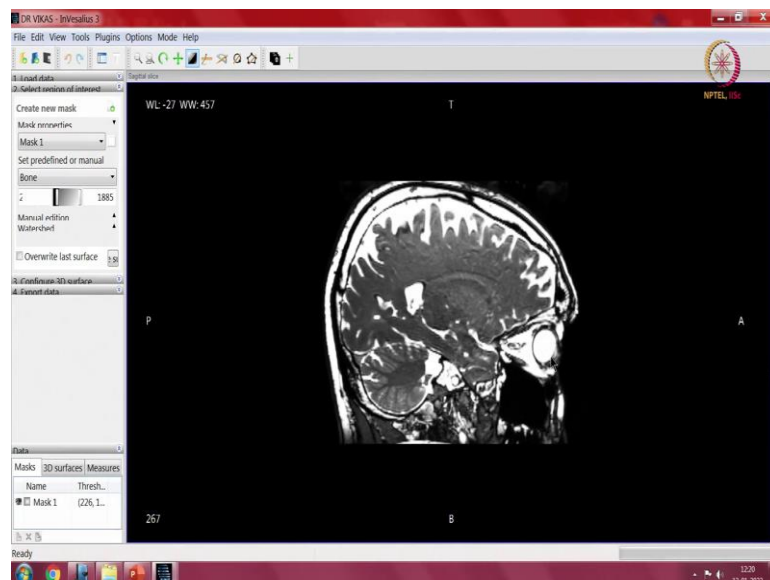 DR VIKAS - InVesalius 3
File Edit View Tools Plugins Options Mode Help
1. Load data
2. Select region of interest
Create new mask
Mask properties
Mask 1
Set predefined or manual
Bone
1885
Manual edition
Watershed
Overwrite last surface
3. Configure 3D surface
4. Export data
Data
Masks 3D surfaces Measures
Name Thresh..
Mask 1 (226, 1...
Ready
Sagittal slice
WL: -27 WW: 457
T
P
A
267
B
NPTEL, IISc
12:20